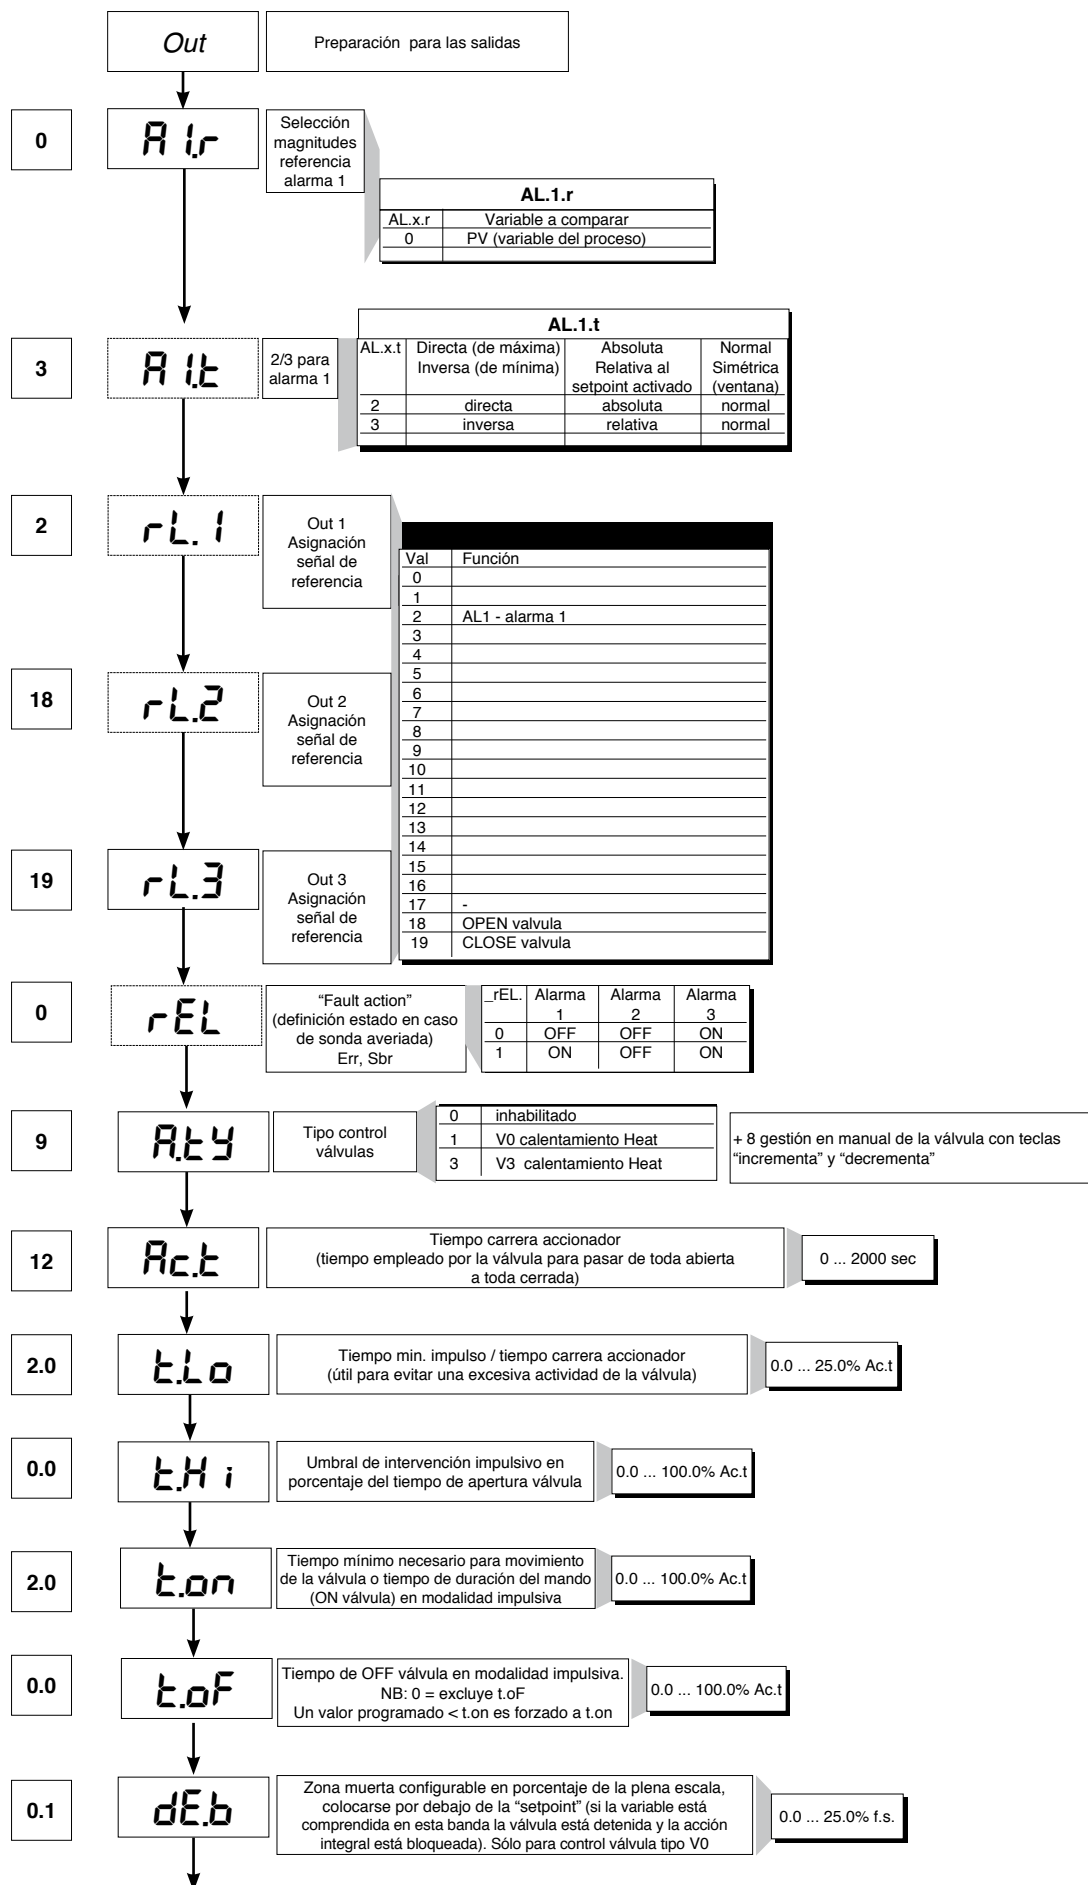 Out
Preparación para las salidas
0
A1.r
Selección
magnitudes
referencia
alarma 1
AL.1.r
AL.x.r Variable a comparar
0 PV (variable del proceso)
3
A1.t
2/3 para
alarma 1
AL.1.t
AL.x.t Directa (de máxima) Absoluta Normal
Inversa (de mínima) Relativa al Simétrica
setpoint activado (ventana)
2 directa absoluta normal
3 inversa relativa normal
2
rL.1
Out 1
Asignación
señal de
referencia
Val Función
0
1
2 AL1 - alarma 1
3
4
5
6
7
8
9
10
11
12
13
14
15
16
17 -
18 OPEN valvula
19 CLOSE valvula
18
rL.2
Out 2
Asignación
señal de
referencia
19
rL.3
Out 3
Asignación
señal de
referencia
0
rEL
“Fault action”
(definición estado en caso
de sonda averiada)
Err, Sbr
_rEL. Alarma Alarma Alarma
1 2 3
0 OFF OFF ON
1 ON OFF ON
9
A.tY
Tipo control
válvulas
0 inhabilitado
1 V0 calentamiento Heat
3 V3 calentamiento Heat
+ 8 gestión en manual de la válvula con teclas
“incrementa” y “decrementa”
12
Ac.t
Tiempo carrera accionador
(tiempo empleado por la válvula para pasar de toda abierta
a toda cerrada)
0 ... 2000 sec
2.0
t.Lo
Tiempo min. impulso / tiempo carrera accionador
(útil para evitar una excesiva actividad de la válvula)
0.0 ... 25.0% Ac.t
0.0
t.Hi
Umbral de intervención impulsivo en
porcentaje del tiempo de apertura válvula
0.0 ... 100.0% Ac.t
2.0
t.on
Tiempo mínimo necesario para movimiento
de la válvula o tiempo de duración del mando
(ON válvula) en modalidad impulsiva
0.0 ... 100.0% Ac.t
0.0
t.oF
Tiempo de OFF válvula en modalidad impulsiva.
NB: 0 = excluye t.oF
Un valor programado < t.on es forzado a t.on
0.0 ... 100.0% Ac.t
0.1
dE.b
Zona muerta configurable en porcentaje de la plena escala,
colocarse por debajo de la “setpoint” (si la variable está
comprendida en esta banda la válvula está detenida y la acción
integral está bloqueada). Sólo para control válvula tipo V0
0.0 ... 25.0% f.s.